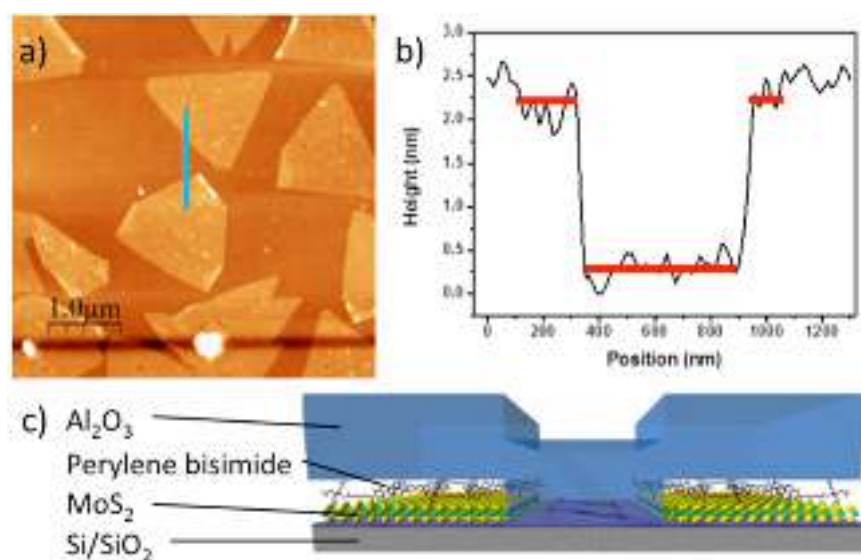 a)
1.0μm
b)
Height (nm)
3.0
2.5
2.0
1.5
1.0
0.5
0.0
0 200 400 600 800 1000 1200
Position (nm)
c)
Al₂O₃
Perylene bisimide
MoS₂
Si/SiO₂